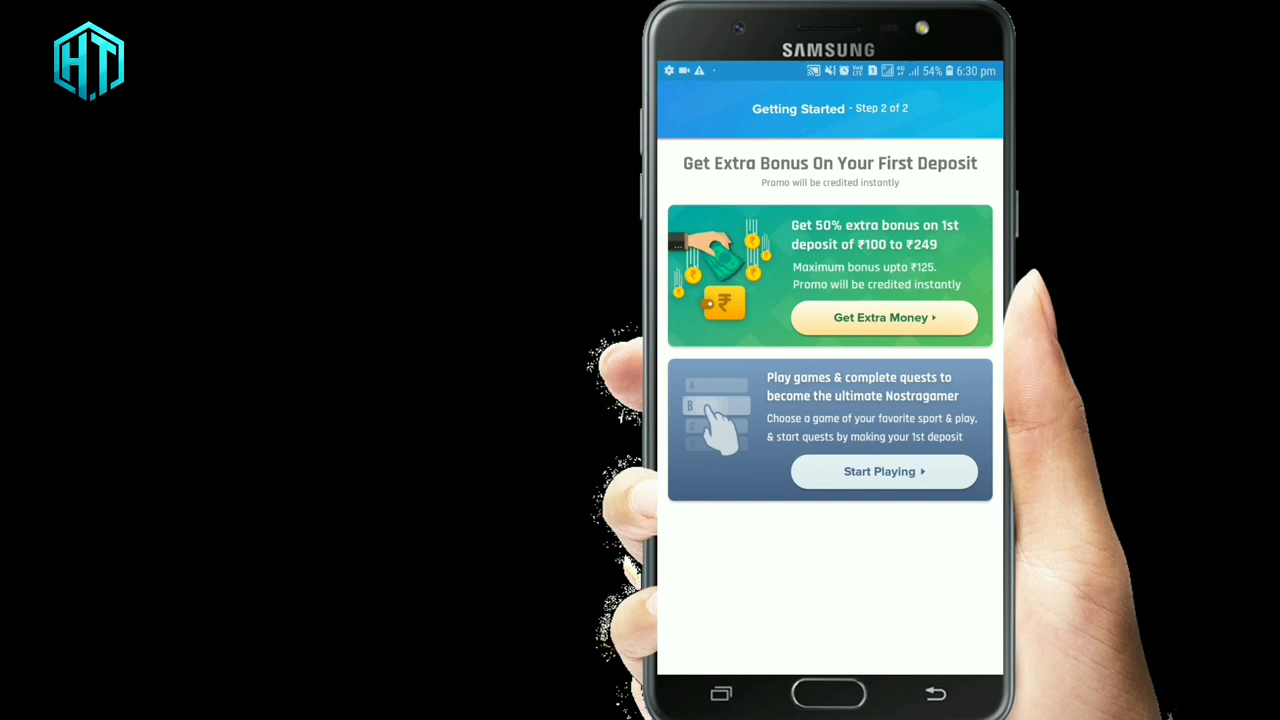 H.T
SAMSUNG
54% 6:30 pm
Getting Started - Step 2 of 2
Get Extra Bonus On Your First Deposit
Promo will be credited instantly
Get 50% extra bonus on 1st
deposit of ₹100 to ₹249
Maximum bonus upto ₹125.
Promo will be credited instantly
Get Extra Money
A
B
C
D
Play games & complete quests to
become the ultimate Nostragamer
Choose a game of your favorite sport & play,
& start quests by making your 1st deposit
Start Playing